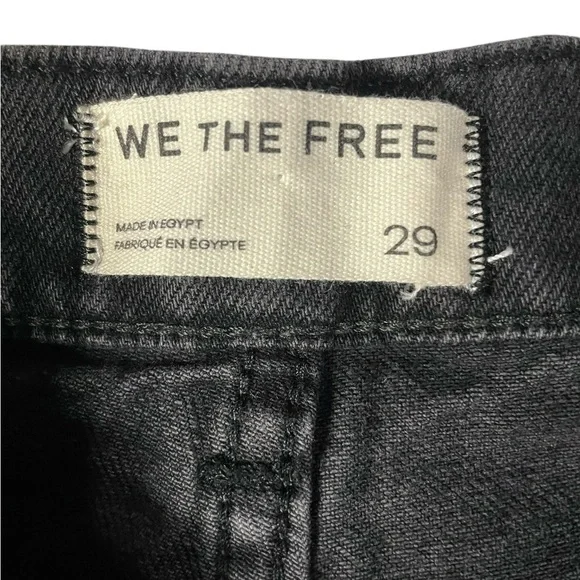 WE THE FREE
MADE IN EGYPT
FABRIQUÉ EN ÉGYPTE
29